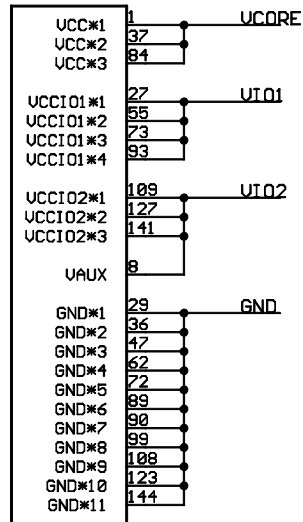 VCC*1 1 VCORE
VCC*2 37
VCC*3 84
VCCIO1*1 27 VIO1
VCCIO1*2 55
VCCIO1*3 73
VCCIO1*4 93
VCCIO2*1 109 VIO2
VCCIO2*2 127
VCCIO2*3 141
VAUX 8
GND*1 29 GND
GND*2 36
GND*3 47
GND*4 62
GND*5 72
GND*6 89
GND*7 90
GND*8 99
GND*9 108
GND*10 123
GND*11 144